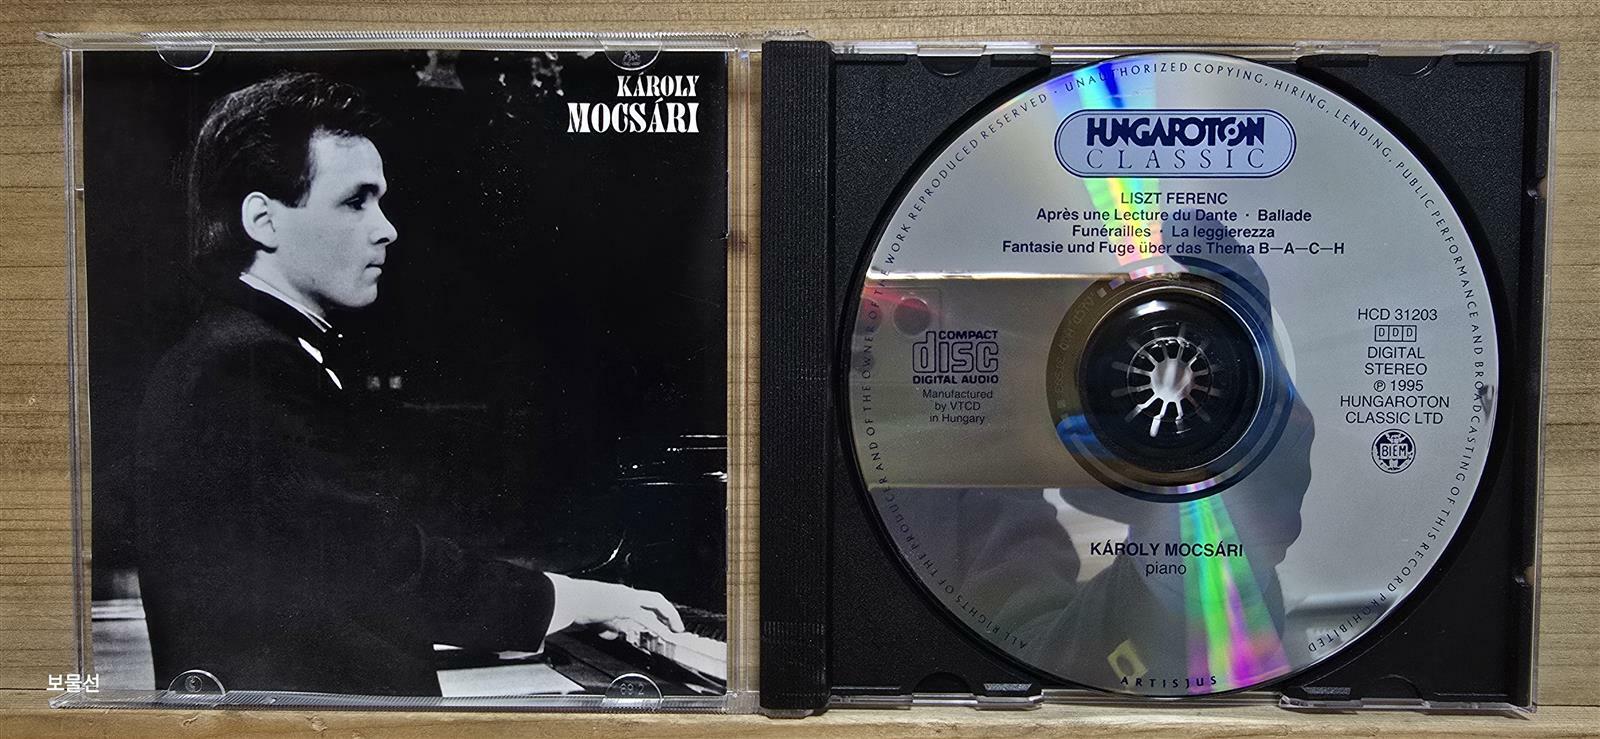 KÁROLY
MOCSÁRI
보물선
HUNGAROTON
CLASSIC
LISZT FERENC
Après une Lecture du Dante · Ballade
Funérailles · La leggierezza
Fantasie und Fuge über das Thema B—A—C—H
COMPACT
disc
DIGITAL AUDIO
Manufactured
by VTCD
in Hungary
HCD 31203
DDD
DIGITAL
STEREO
℗ 1995
HUNGAROTON
CLASSIC LTD
BIEM
KÁROLY MOCSÁRI
piano
ALL RIGHTS OF THE PRODUCER AND OF THE OWNER OF THE WORK REPRODUCED RESERVED · UNAUTHORIZED COPYING, HIRING, LENDING, PUBLIC PERFORMANCE AND BROADCASTING OF THIS RECORD PROHIBITED
ARTISJUS